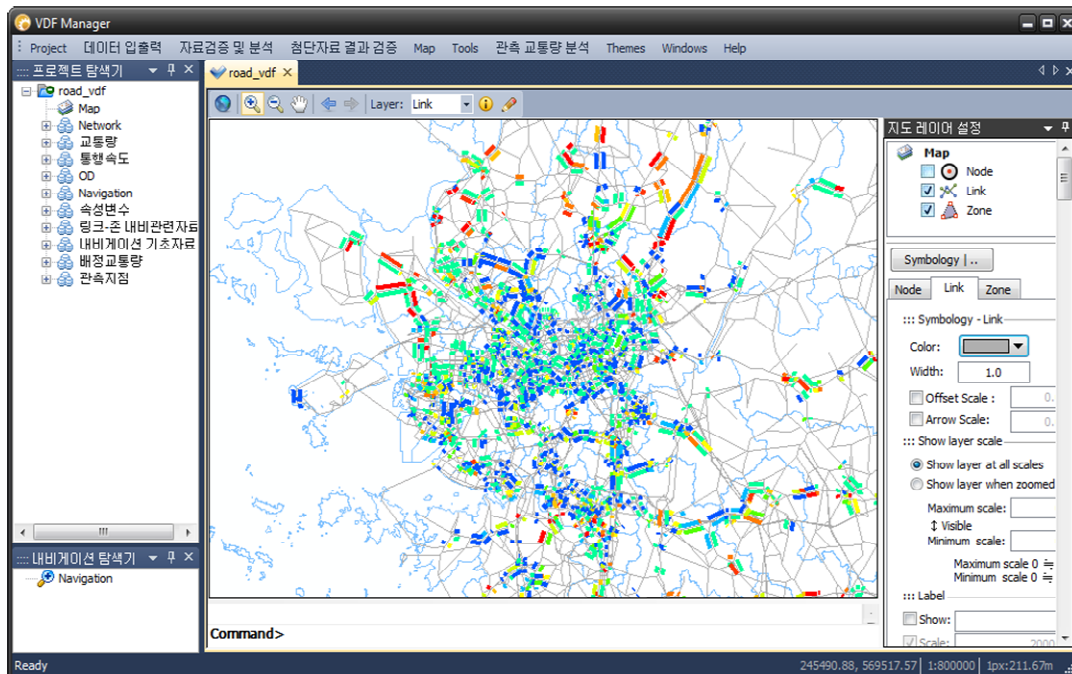 VDF Manager
Project 데이터 입출력 자료검증 및 분석 첨단자료 결과 검증 Map Tools 관측 교통량 분석 Themes Windows Help
프로젝트 탐색기
road_vdf
Map
Network
교통량
통행속도
OD
Navigation
속성변수
링크-존 내비관련자료
내비게이션 기초자료
배정교통량
관측지점
내비게이션 탐색기
Navigation
road_vdf
Layer: Link
Command>
지도 레이어 설정
Map
Node
Link
Zone
Symbology | ..
Node Link Zone
::: Symbology - Link
Color:
Width: 1.0
Offset Scale : 0.
Arrow Scale: 0.
::: Show layer scale
Show layer at all scales
Show layer when zoomed
Maximum scale:
↕ Visible
Minimum scale:
Maximum scale 0 ≒
Minimum scale 0 ≒
::: Label
Show:
Scale: 2000
Ready 245490.88, 569517.57 | 1:800000 | 1px:211.67m